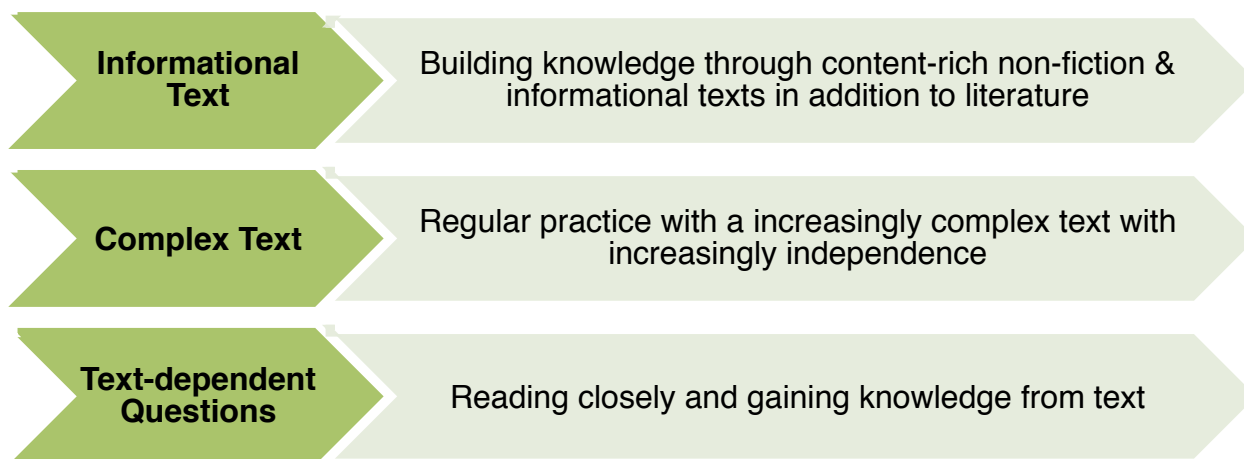 Informational
Text
Building knowledge through content-rich non-fiction &
informational texts in addition to literature
Complex Text
Regular practice with a increasingly complex text with
increasingly independence
Text-dependent
Questions
Reading closely and gaining knowledge from text